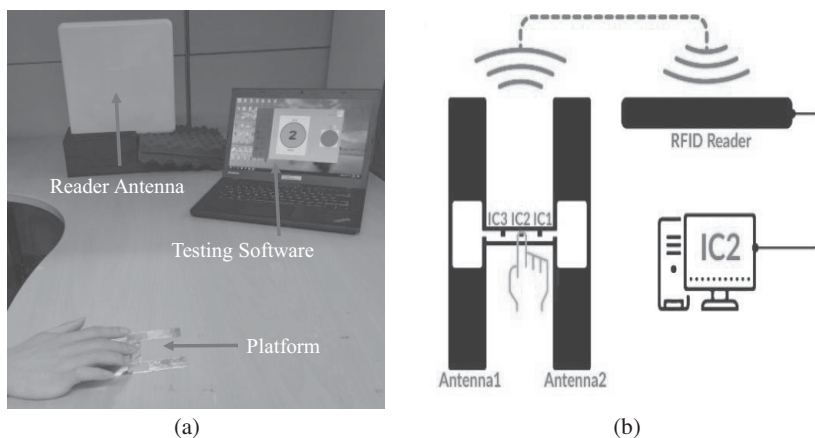 2
Reader Antenna
Testing Software
Platform
(a)
RFID Reader
IC3 IC2 IC1
IC2
Antenna1
Antenna2
(b)